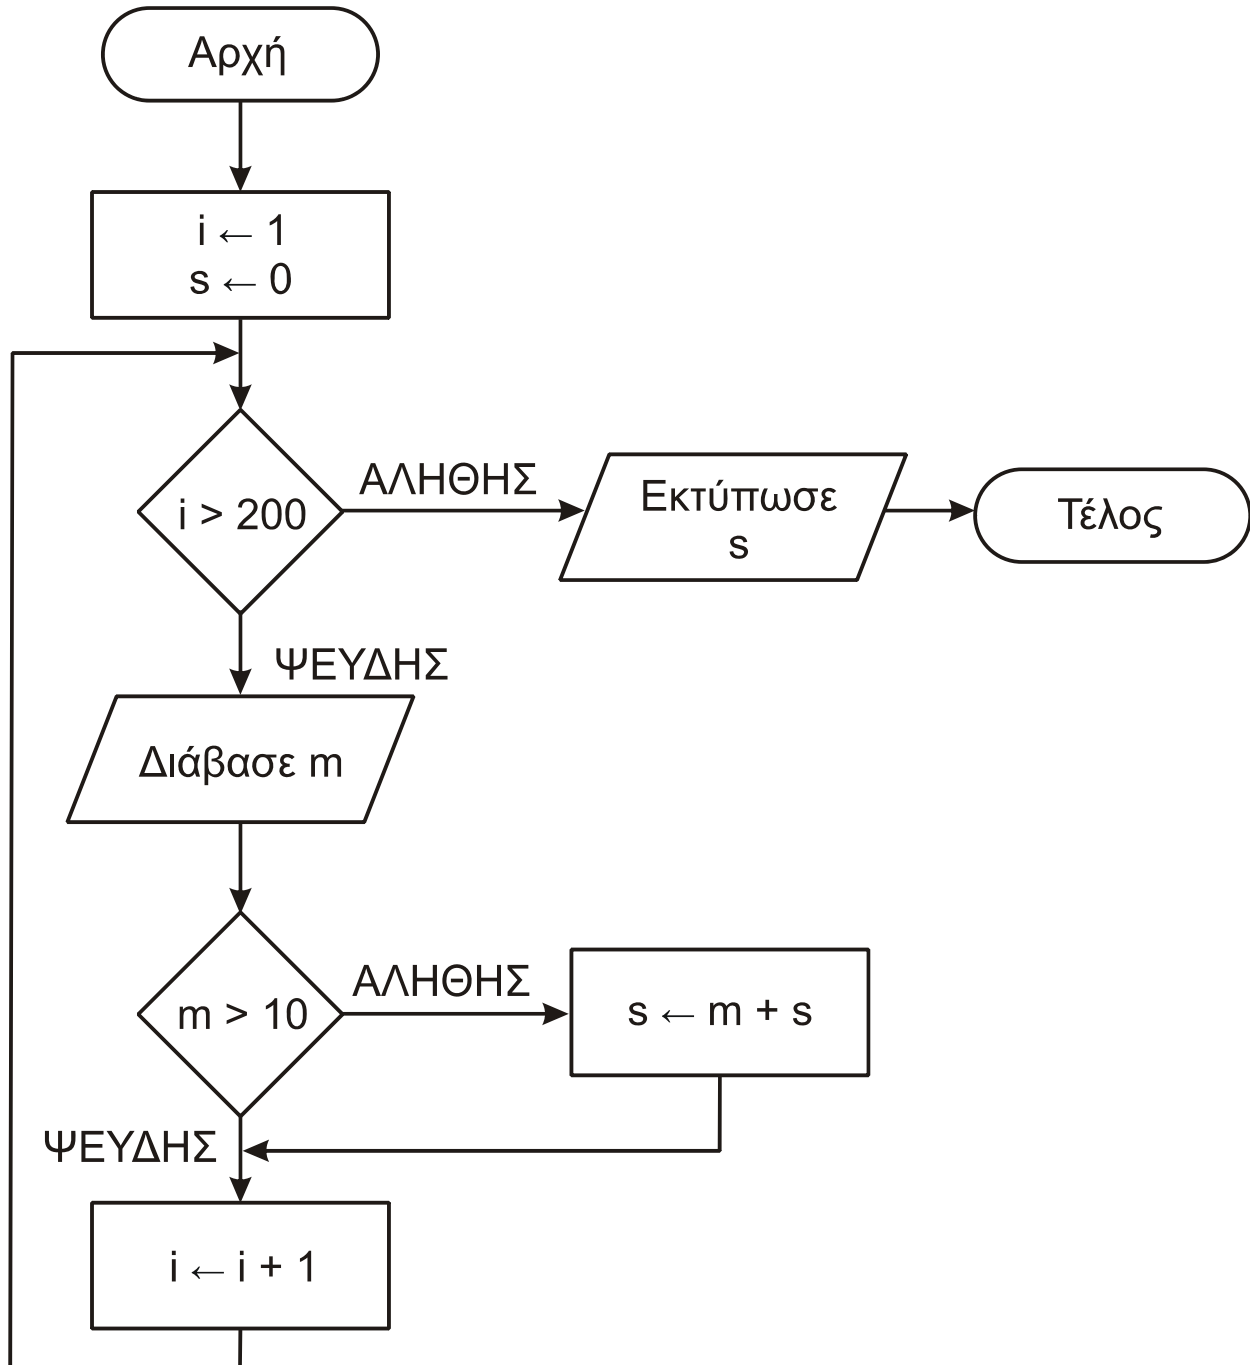 Αρχή
i ← 1
s ← 0
i > 200
ΑΛΗΘΗΣ
Εκτύπωσε
s
Τέλος
ΨΕΥΔΗΣ
Διάβασε m
m > 10
ΑΛΗΘΗΣ
s ← m + s
ΨΕΥΔΗΣ
i ← i + 1